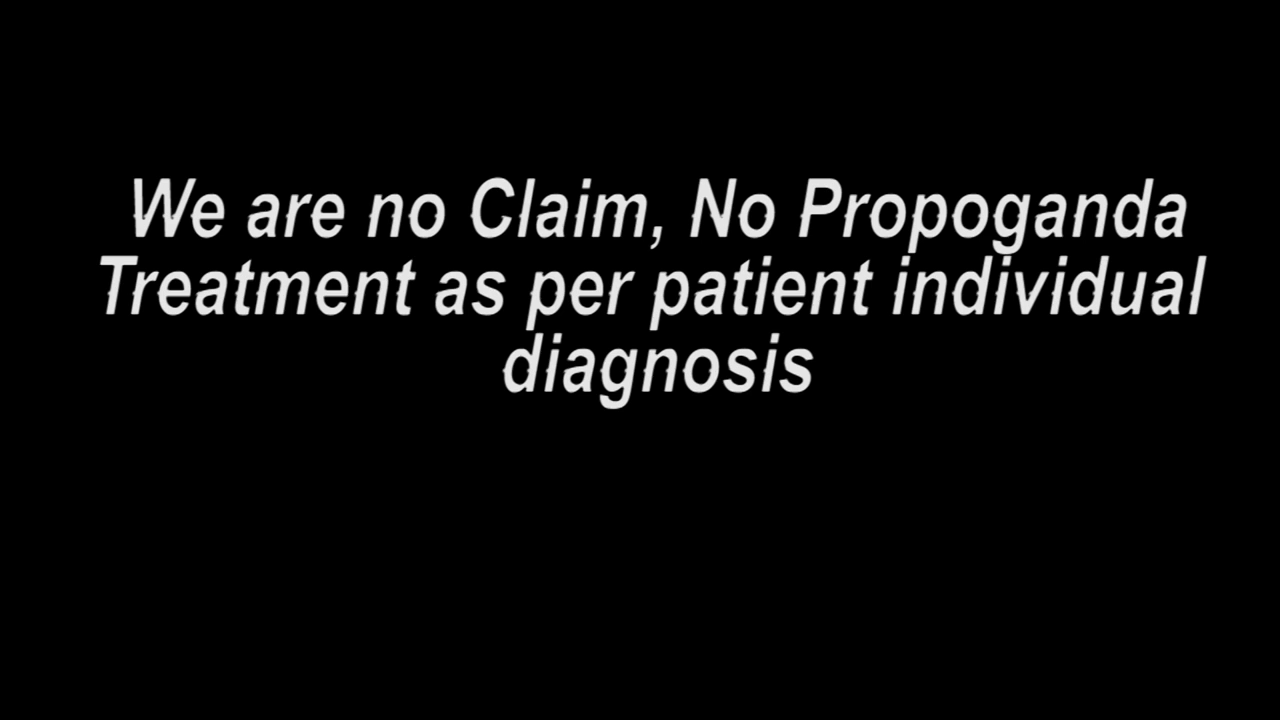 We are no Claim, No Propoganda
Treatment as per patient individual
diagnosis